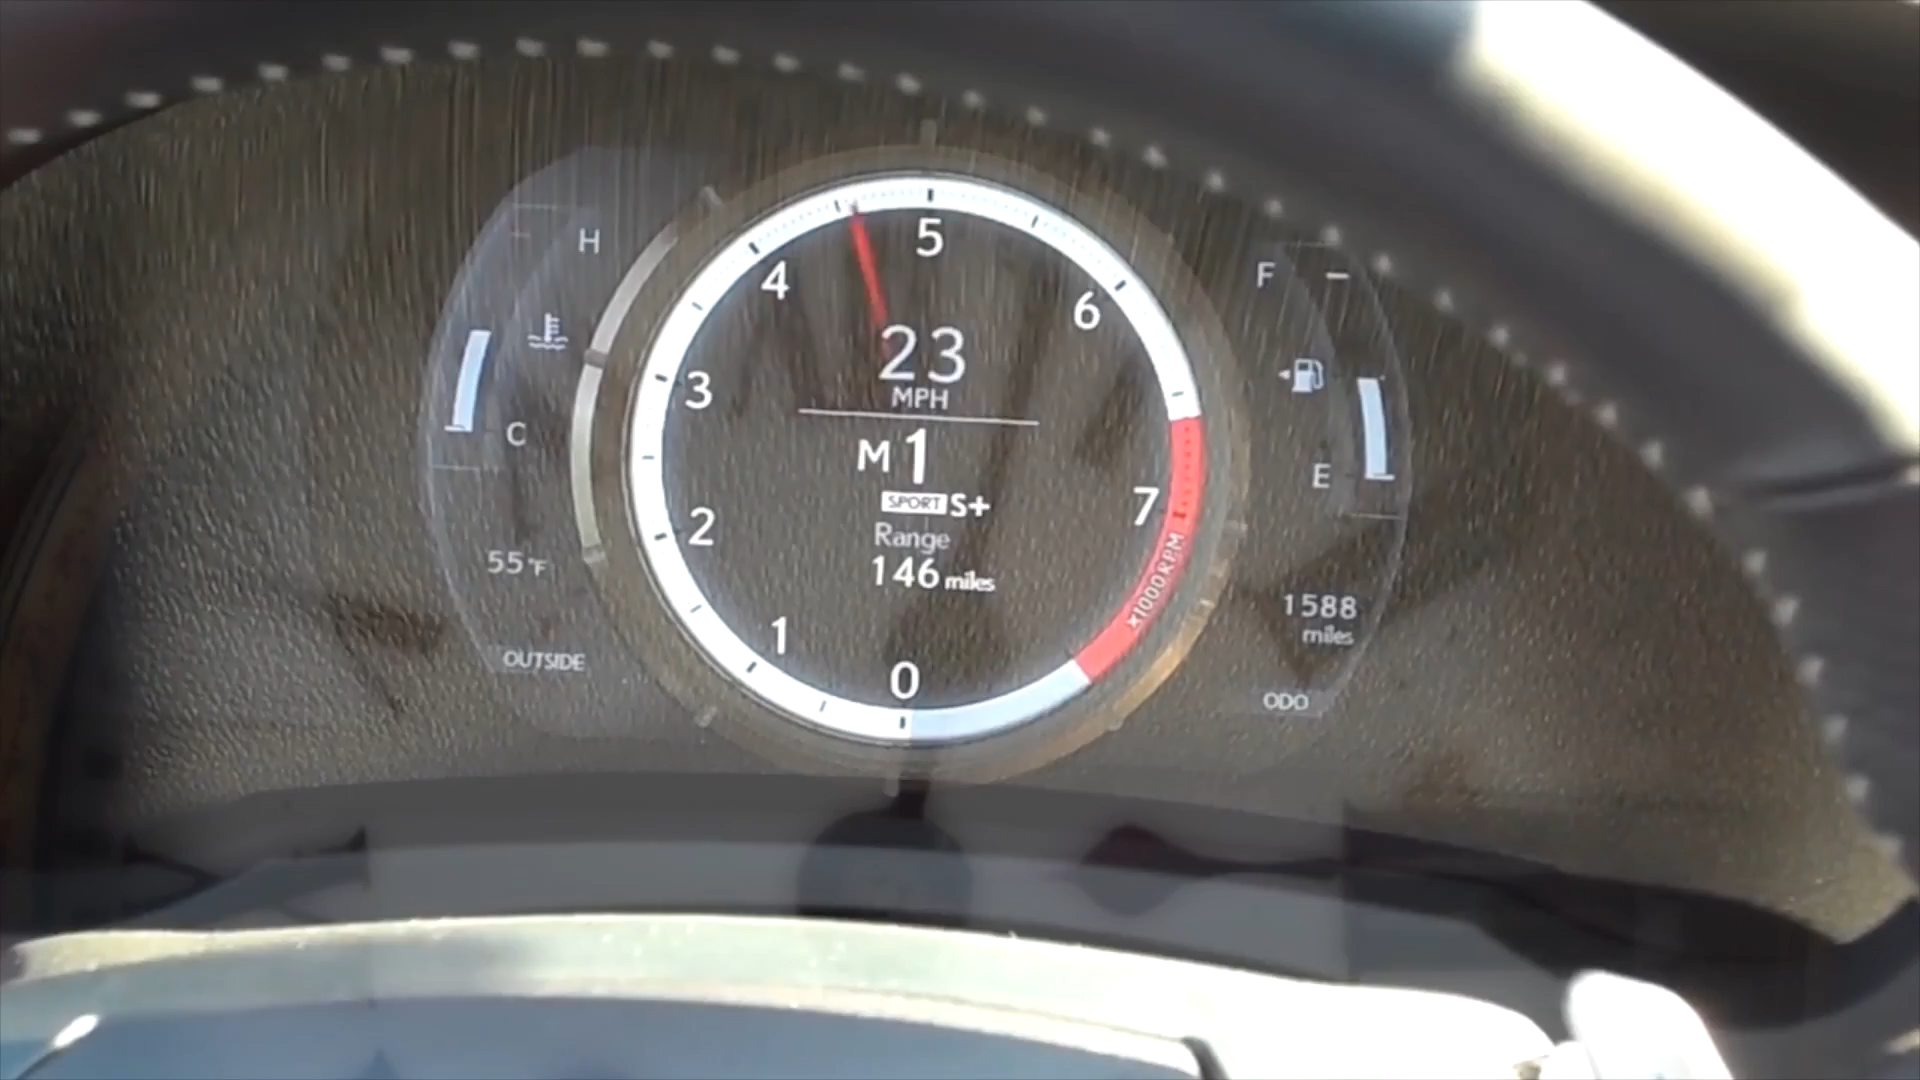 H
C
55°F
OUTSIDE
0
1
2
3
4
5
6
7
x1000RPM
23
MPH
M 1
SPORT S+
Range
146 miles
F
E
1588
miles
ODO